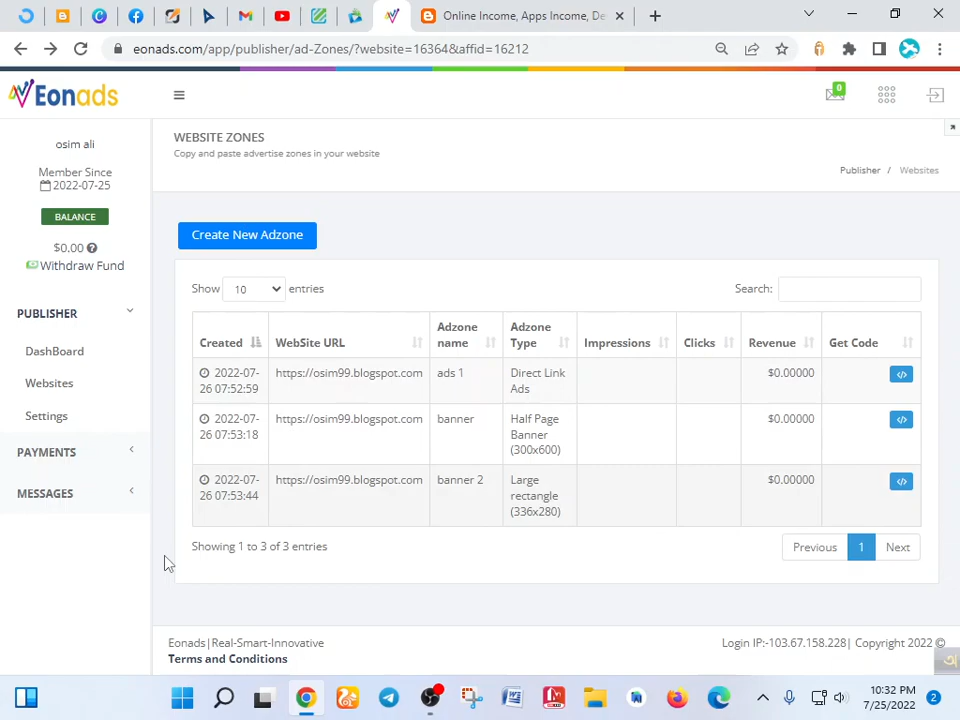 Online Income, Apps Income, De
eonads.com/app/publisher/ad-Zones/?website=16364&affid=16212
Eonads
0
osim ali
Member Since
2022-07-25
BALANCE
$0.00
Withdraw Fund
PUBLISHER
DashBoard
Websites
Settings
PAYMENTS
MESSAGES
WEBSITE ZONES
Copy and paste advertise zones in your website
Publisher / Websites
Create New Adzone
Show 10 entries
Search:
Created WebSite URL Adzone name Adzone Type Impressions Clicks Revenue Get Code
2022-07-26 07:52:59 https://osim99.blogspot.com ads 1 Direct Link Ads $0.00000 </>
2022-07-26 07:53:18 https://osim99.blogspot.com banner Half Page Banner (300x600) $0.00000 </>
2022-07-26 07:53:44 https://osim99.blogspot.com banner 2 Large rectangle (336x280) $0.00000 </>
Showing 1 to 3 of 3 entries
Previous 1 Next
Eonads|Real-Smart-Innovative
Terms and Conditions
Login IP:-103.67.158.228| Copyright 2022 ©
10:32 PM
7/25/2022
2